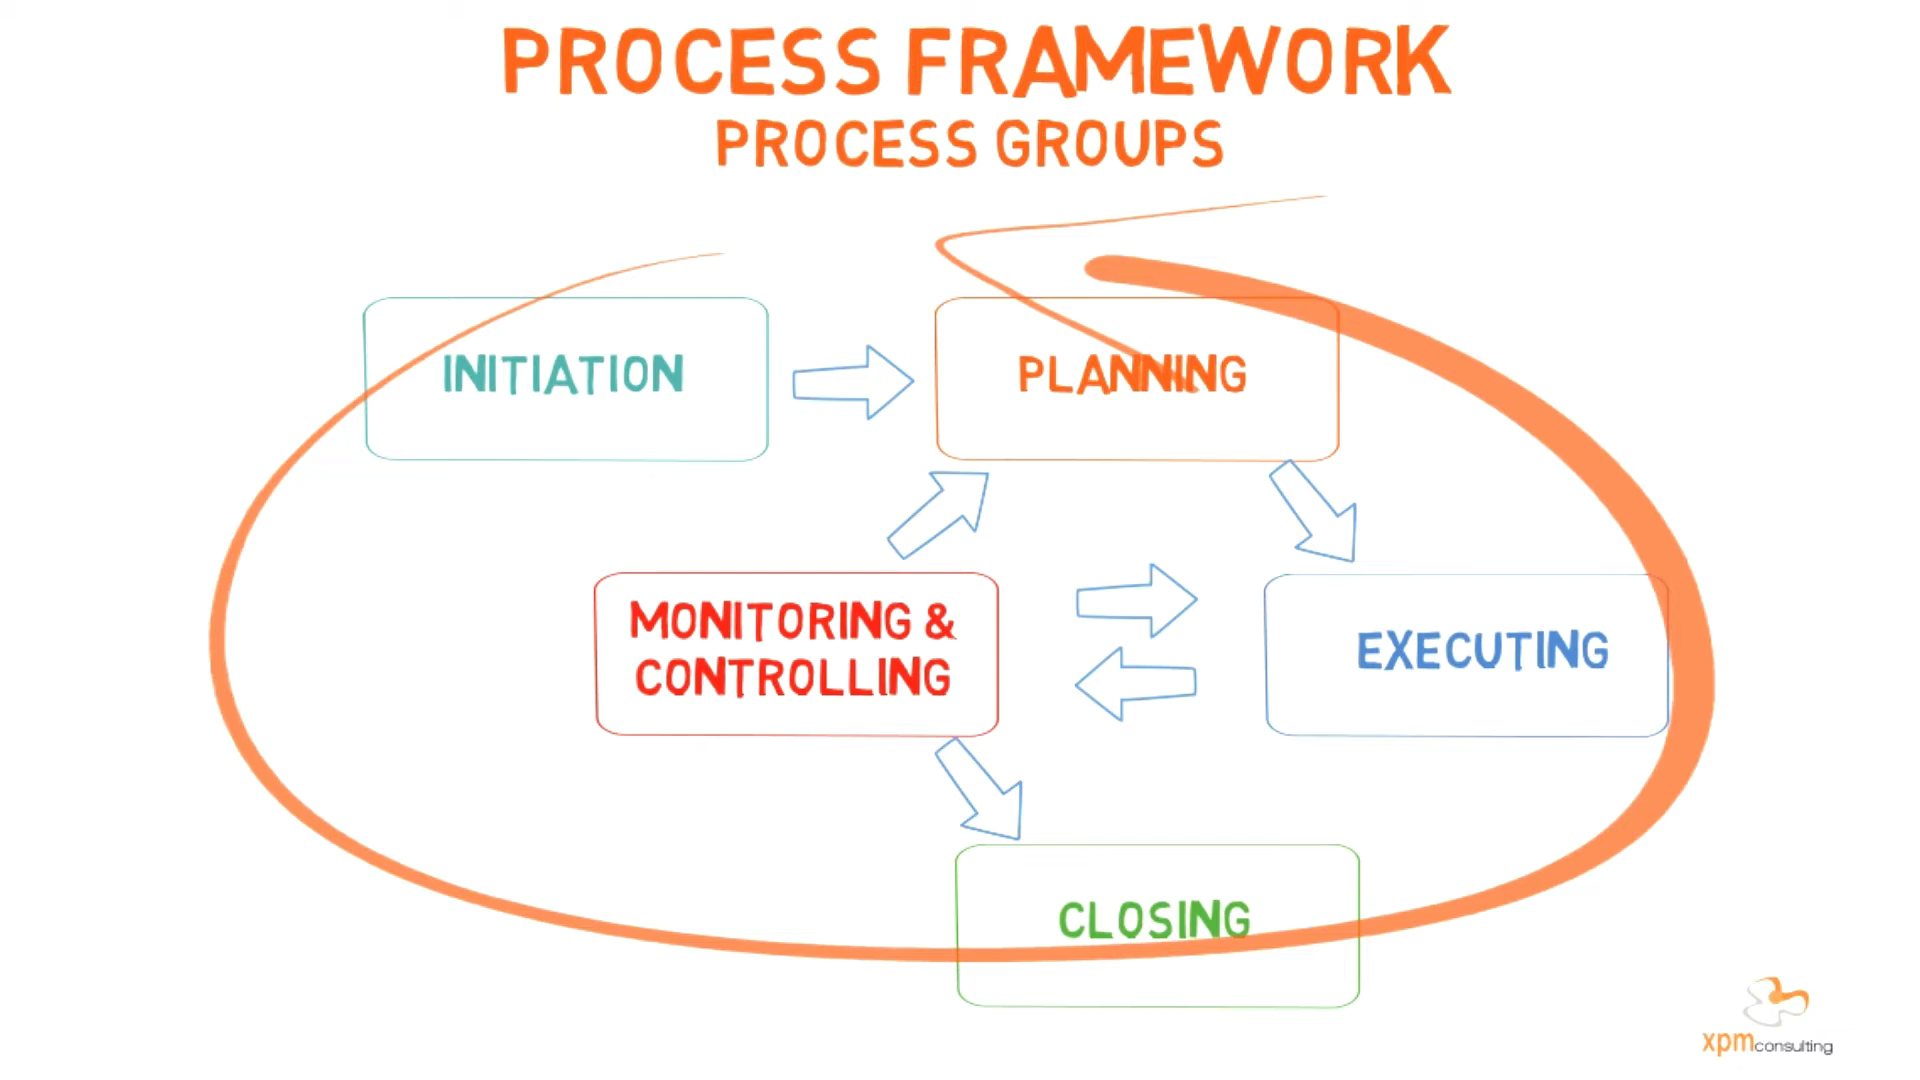 PROCESS FRAMEWORK
PROCESS GROUPS
INITIATION
PLANNING
MONITORING &
CONTROLLING
EXECUTING
CLOSING
xpmconsulting